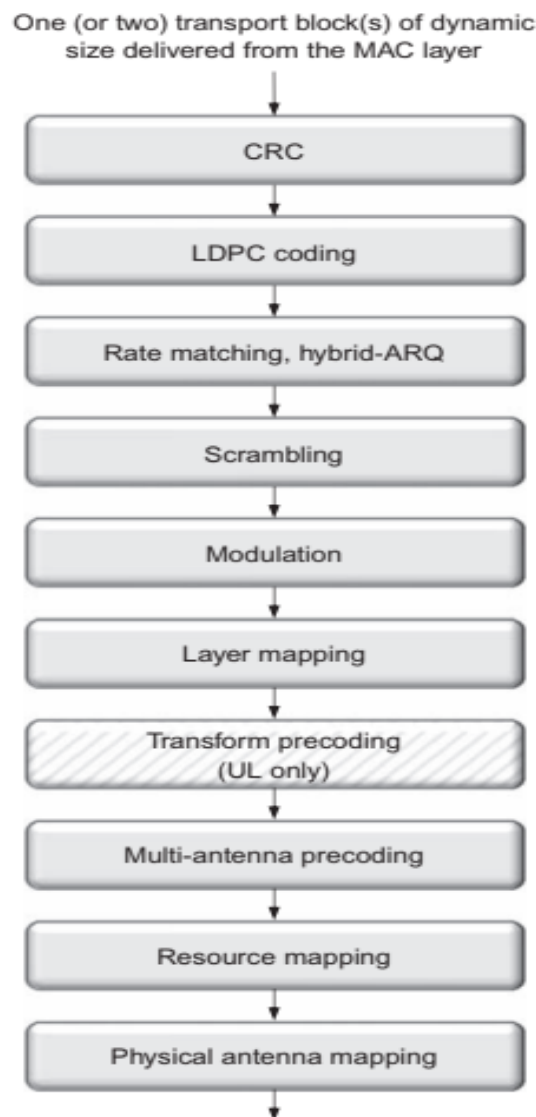 One (or two) transport block(s) of dynamic
size delivered from the MAC layer
CRC
LDPC coding
Rate matching, hybrid-ARQ
Scrambling
Modulation
Layer mapping
Transform precoding
(UL only)
Multi-antenna precoding
Resource mapping
Physical antenna mapping